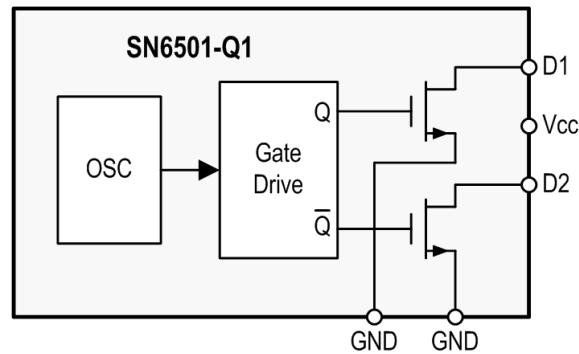 SN6501-Q1
D1
Vcc
D2
OSC
Gate
Drive
Q
Q̅
GND
GND